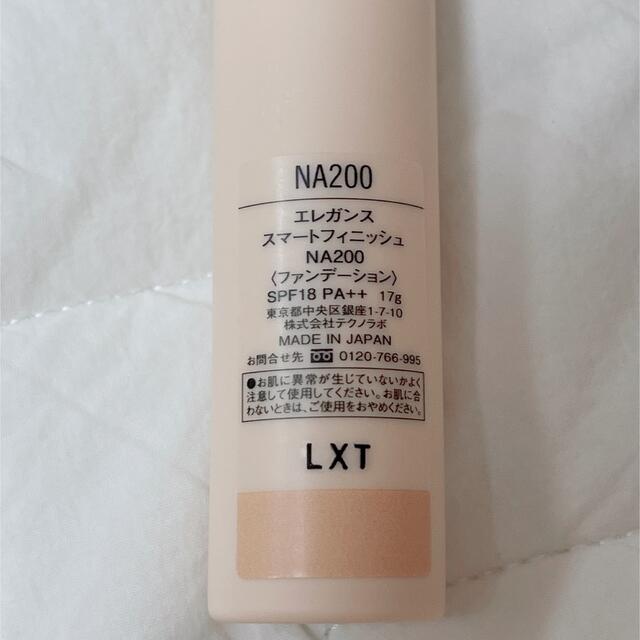 NA200
エレガンス
スマートフィニッシュ
NA200
〈ファンデーション〉
SPF18 PA++ 17g
東京都中央区銀座1-7-10
株式会社テクノラボ
MADE IN JAPAN
お問合せ先 0120-766-995
●お肌に異常が生じていないかよく
注意して使用してください。お肌に合
わないときは、ご使用をおやめください。
LXT